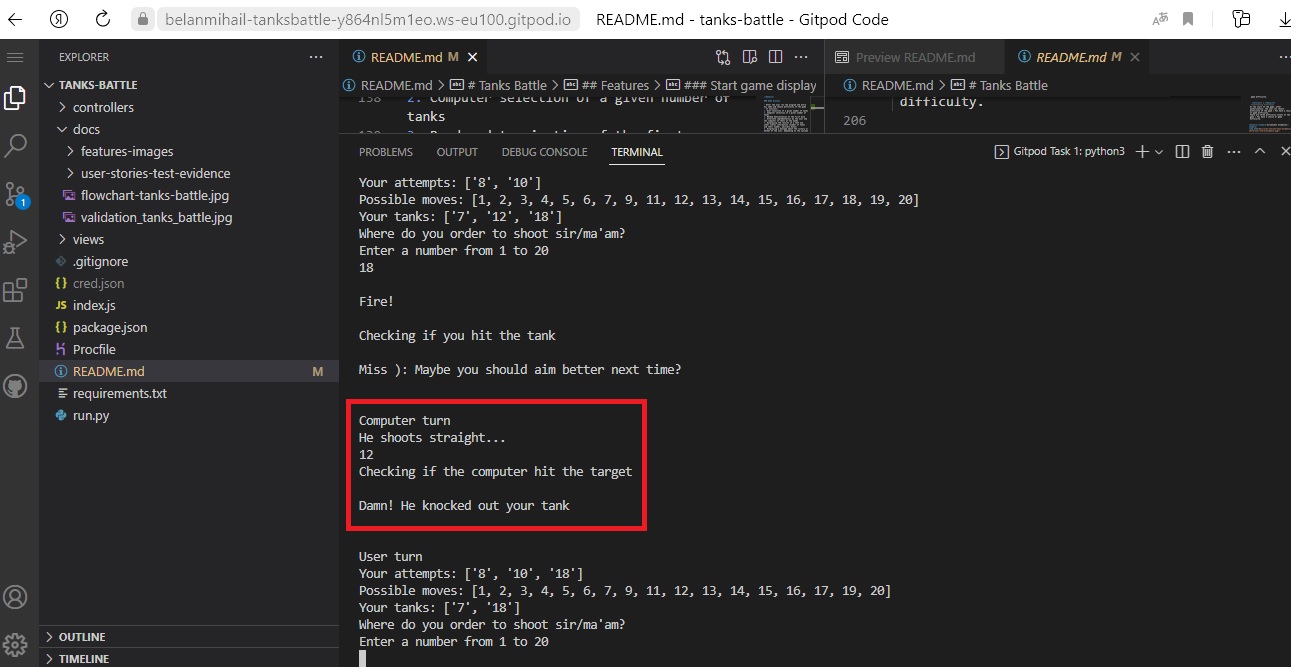 belanmihail-tanksbattle-y864nl5m1eo.ws-eu100.gitpod.io README.md - tanks-battle - Gitpod Code
EXPLORER
TANKS-BATTLE
controllers
docs
features-images
user-stories-test-evidence
flowchart-tanks-battle.jpg
validation_tanks_battle.jpg
views
.gitignore
cred.json
JS index.js
package.json
Procfile
README.md M
requirements.txt
run.py
OUTLINE
TIMELINE
1
README.md M
README.md > # Tanks Battle > ## Features > ### Start game display
138 2. Computer selection of a given number of
tanks
Preview README.md
README.md M
README.md > # Tanks Battle
difficulty.
206
PROBLEMS OUTPUT DEBUG CONSOLE TERMINAL
Gitpod Task 1: python3
Your attempts: ['8', '10']
Possible moves: [1, 2, 3, 4, 5, 6, 7, 9, 11, 12, 13, 14, 15, 16, 17, 18, 19, 20]
Your tanks: ['7', '12', '18']
Where do you order to shoot sir/ma'am?
Enter a number from 1 to 20
18
Fire!
Checking if you hit the tank
Miss ): Maybe you should aim better next time?
Computer turn
He shoots straight...
12
Checking if the computer hit the target
Damn! He knocked out your tank
User turn
Your attempts: ['8', '10', '18']
Possible moves: [1, 2, 3, 4, 5, 6, 7, 9, 11, 12, 13, 14, 15, 16, 17, 19, 20]
Your tanks: ['7', '18']
Where do you order to shoot sir/ma'am?
Enter a number from 1 to 20